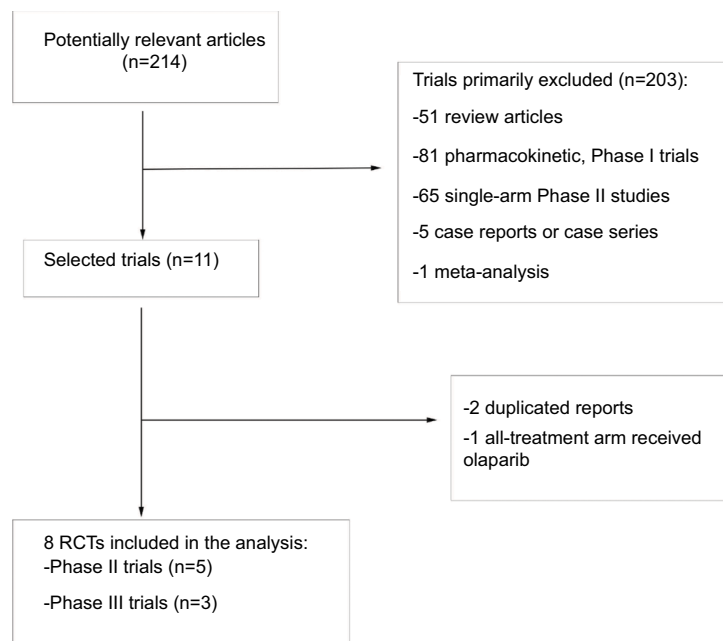 Potentially relevant articles
(n=214)
Trials primarily excluded (n=203):
-51 review articles
-81 pharmacokinetic, Phase I trials
-65 single-arm Phase II studies
-5 case reports or case series
-1 meta-analysis
Selected trials (n=11)
-2 duplicated reports
-1 all-treatment arm received
olaparib
8 RCTs included in the analysis:
-Phase II trials (n=5)
-Phase III trials (n=3)